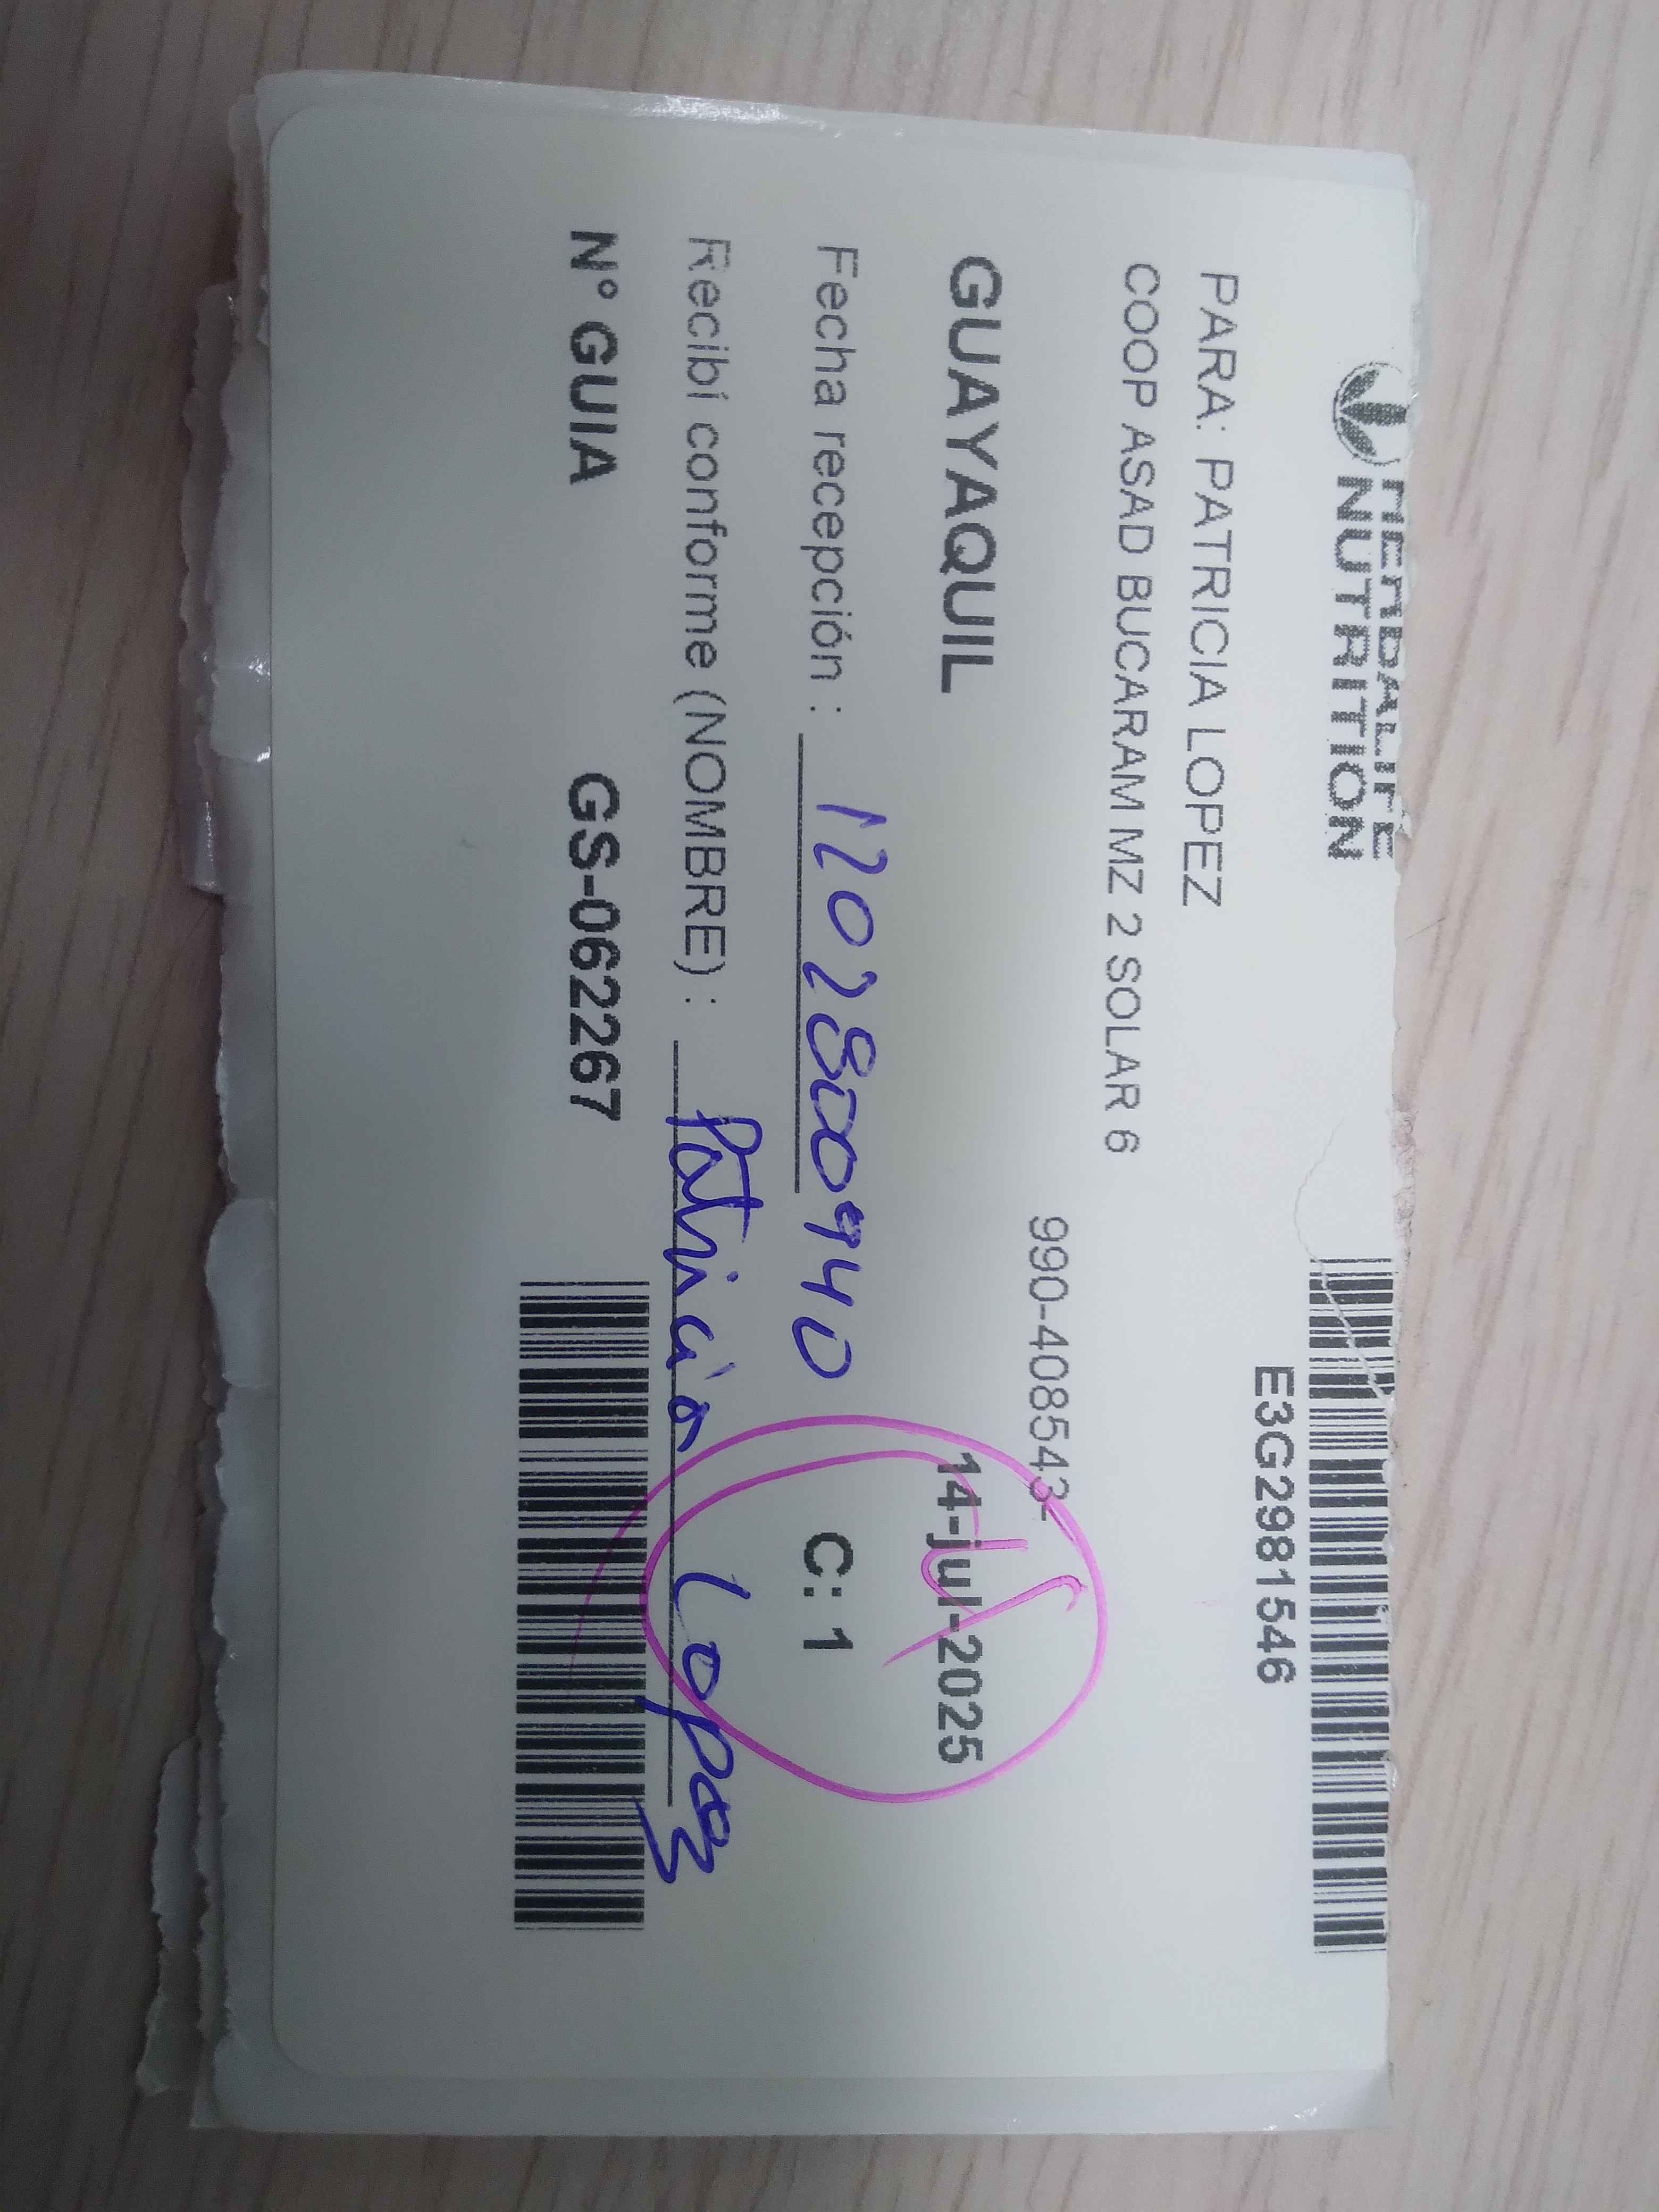 HERBALIFE
NUTRITION
E3G2981546
PARA: PATRICIA LOPEZ
COOP ASAD BUCARAM MZ 2 SOLAR 6
990-408543-
GUAYAQUIL 14-jul-2025
Fecha recepción : 1202800940 C: 1
Recibí conforme (NOMBRE) : Patricia Lopez
N° GUIA GS-062267